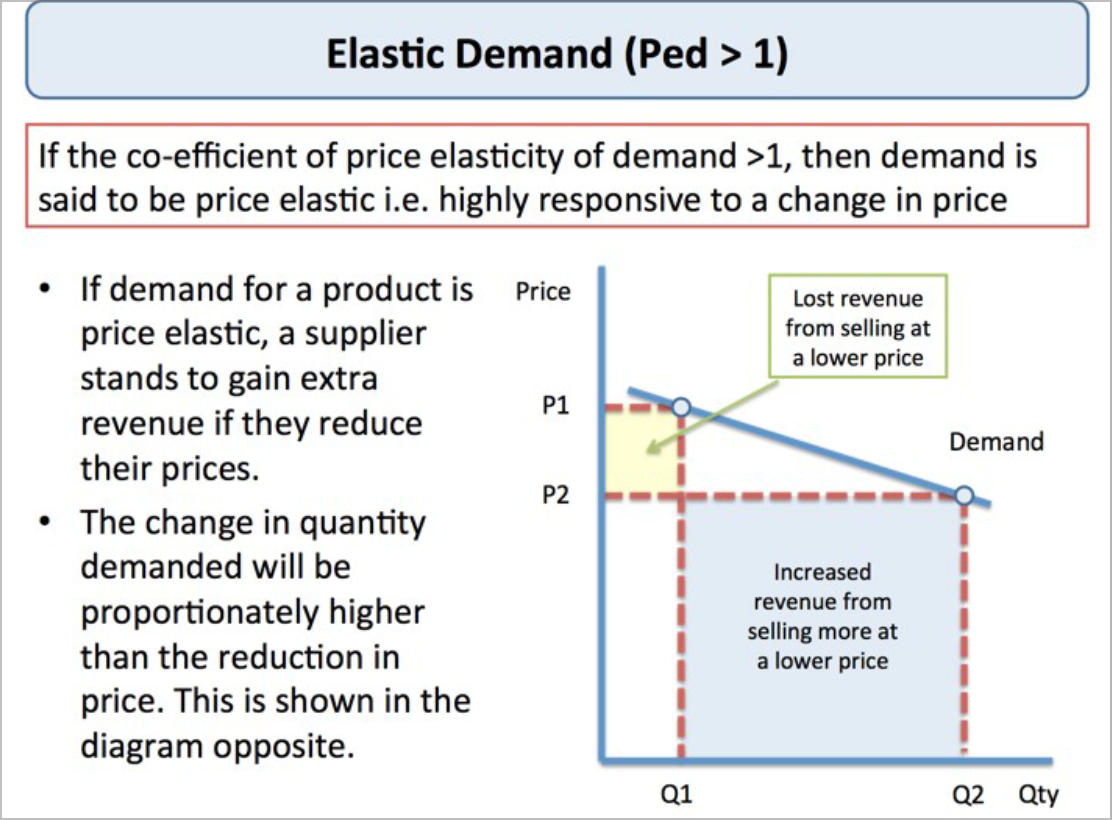 Elastic Demand (Ped > 1)
If the co-efficient of price elasticity of demand >1, then demand is
said to be price elastic i.e. highly responsive to a change in price
• If demand for a product is
price elastic, a supplier
stands to gain extra
revenue if they reduce
their prices.
• The change in quantity
demanded will be
proportionately higher
than the reduction in
price. This is shown in the
diagram opposite.
Price
Lost revenue
from selling at
a lower price
P1
Demand
P2
Increased
revenue from
selling more at
a lower price
Q1
Q2
Qty